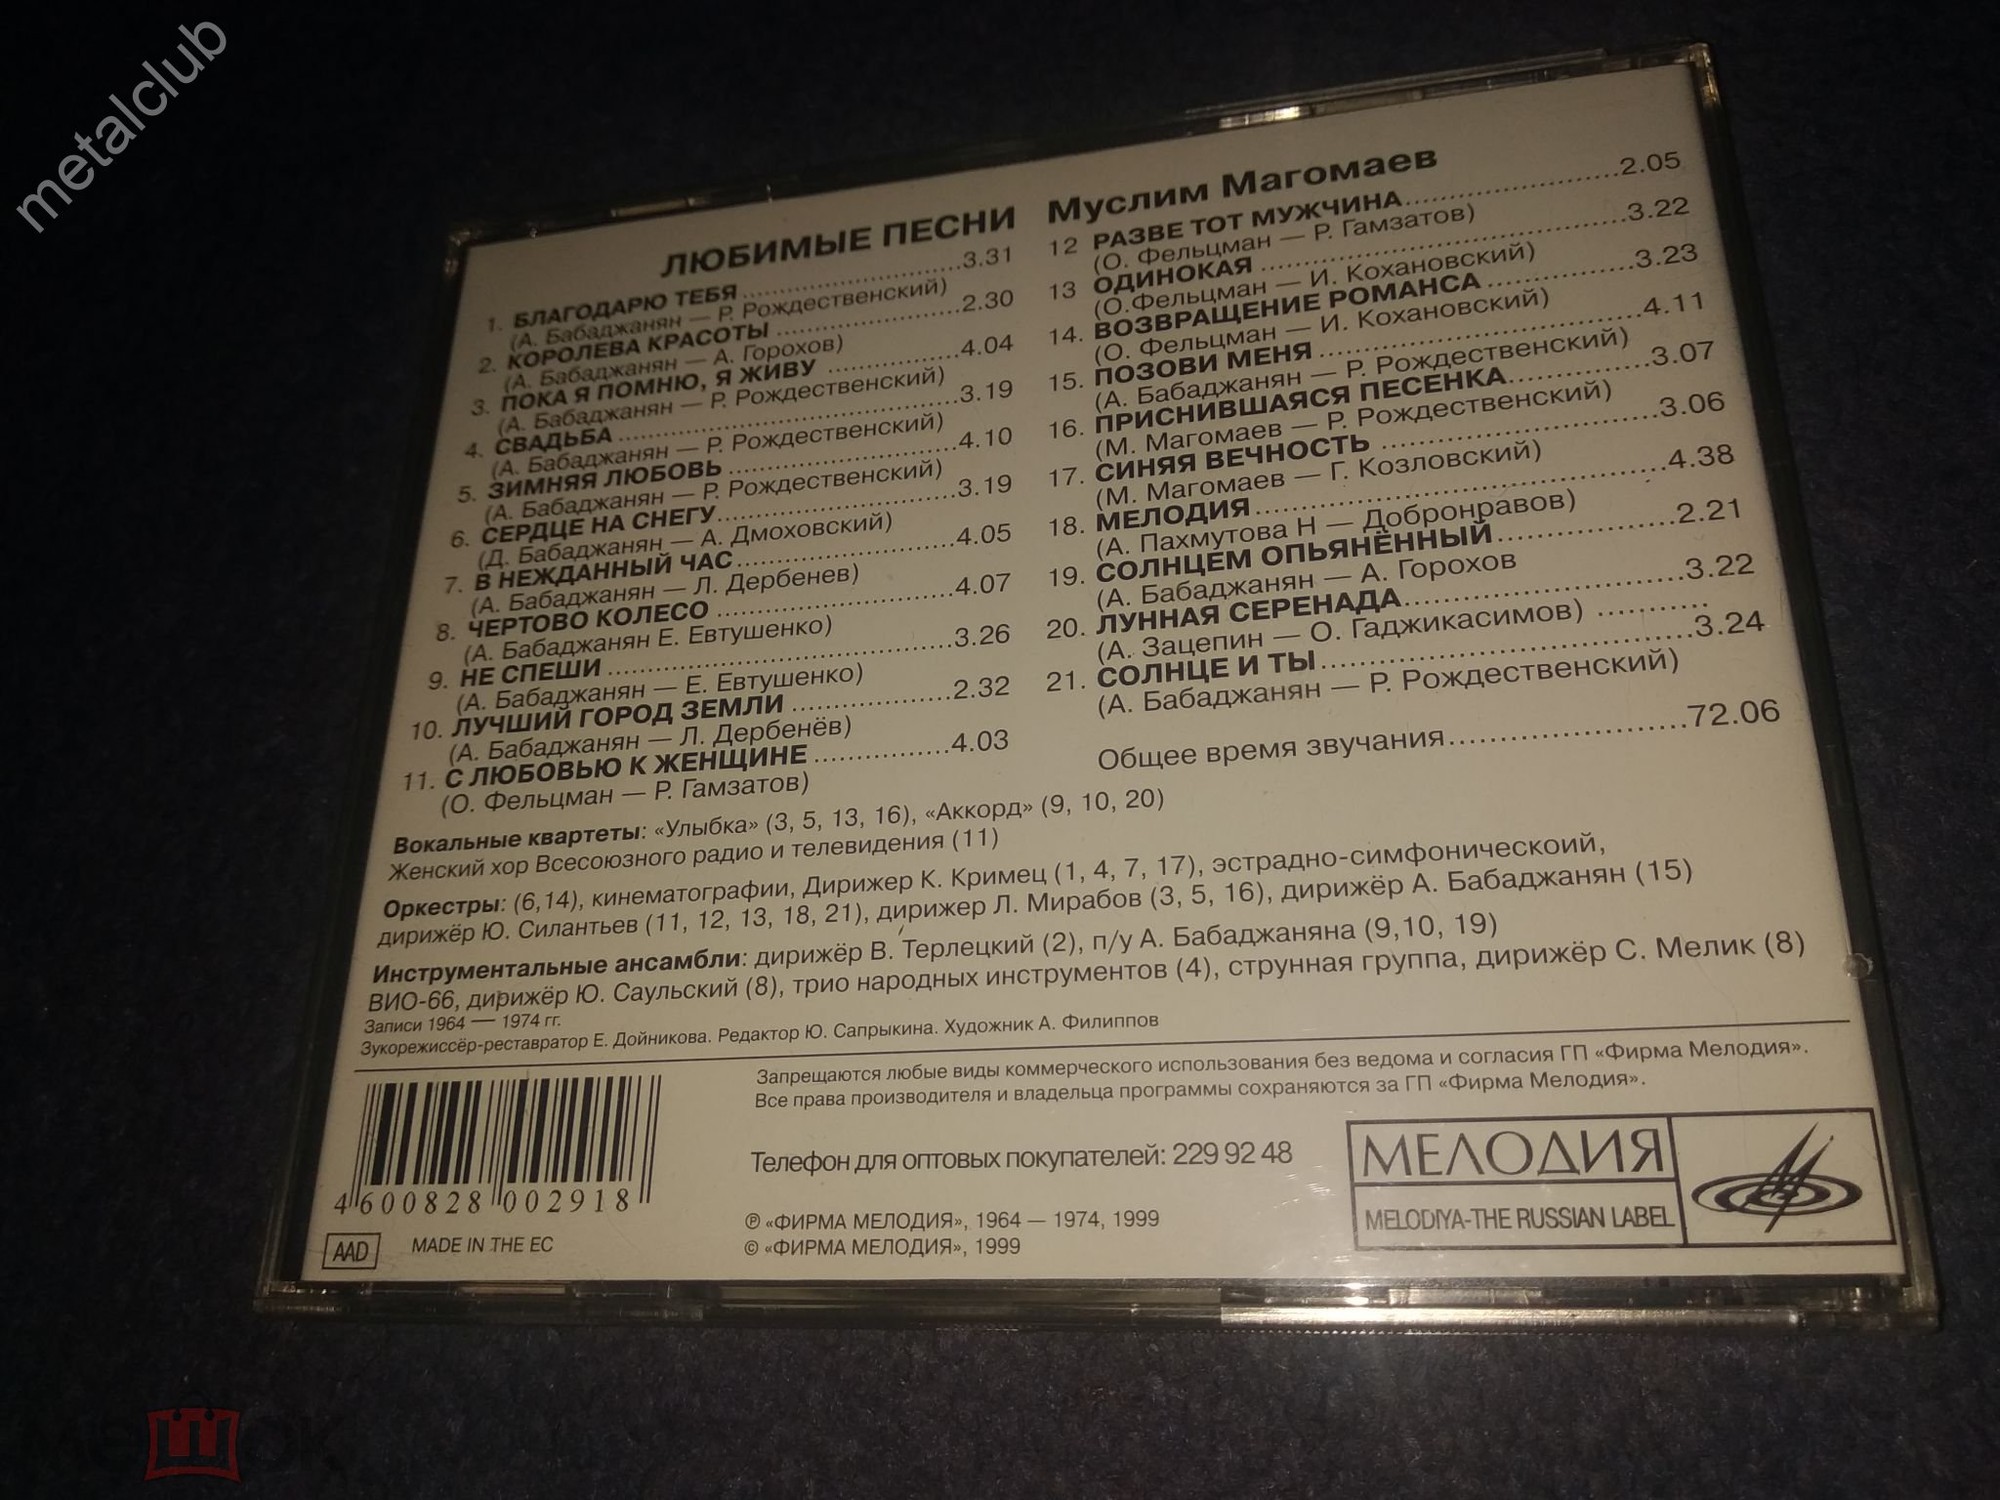 metalclub
ЛЮБИМЫЕ ПЕСНИ Муслим Магомаев
1. БЛАГОДАРЮ ТЕБЯ ....................3.31
(А. Бабаджанян — Р. Рождественский)
2. КОРОЛЕВА КРАСОТЫ ....................2.30
(А. Бабаджанян — А. Горохов)
3. ПОКА Я ПОМНЮ, Я ЖИВУ ............4.04
(А. Бабаджанян — Р. Рождественский)
4. СВАДЬБА ....................3.19
(А. Бабаджанян — Р. Рождественский)
5. ЗИМНЯЯ ЛЮБОВЬ ....................4.10
(А. Бабаджанян — Р. Рождественский)
6. СЕРДЦЕ НА СНЕГУ....................3.19
(Д. Бабаджанян — А. Дмоховский)
7. В НЕЖДАННЫЙ ЧАС....................4.05
(А. Бабаджанян — Л. Дербенев)
8. ЧЕРТОВО КОЛЕСО ....................4.07
(А. Бабаджанян Е. Евтушенко)
9. НЕ СПЕШИ ....................3.26
(А. Бабаджанян — Е. Евтушенко)
10. ЛУЧШИЙ ГОРОД ЗЕМЛИ ..............2.32
(А. Бабаджанян — Л. Дербенёв)
11. С ЛЮБОВЬЮ К ЖЕНЩИНЕ ............4.03
(О. Фельцман — Р. Гамзатов)
12 РАЗВЕ ТОТ МУЖЧИНА....................2.05
(О. Фельцман — Р. Гамзатов)
13 ОДИНОКАЯ ....................3.22
(О.Фельцман — И. Кохановский)
14. ВОЗВРАЩЕНИЕ РОМАНСА ..............3.23
(О. Фельцман — И. Кохановский)
15. ПОЗОВИ МЕНЯ ....................4.11
(А. Бабаджанян — Р. Рождественский)
16. ПРИСНИВШАЯСЯ ПЕСЕНКА..............3.07
(М. Магомаев — Р. Рождественский)
17. СИНЯЯ ВЕЧНОСТЬ ....................3.06
(М. Магомаев — Г. Козловский)
18. МЕЛОДИЯ....................4.38
(А. Пахмутова Н — Добронравов)
19. СОЛНЦЕМ ОПЬЯНЁННЫЙ..............2.21
(А. Бабаджанян — А. Горохов
20. ЛУННАЯ СЕРЕНАДА....................3.22
(А. Зацепин — О. Гаджикасимов) ............
21. СОЛНЦЕ И ТЫ....................3.24
(А. Бабаджанян — Р. Рождественский)
Общее время звучания....................72.06
Вокальные квартеты: «Улыбка» (3, 5, 13, 16), «Аккорд» (9, 10, 20)
Женский хор Всесоюзного радио и телевидения (11)
Оркестры: (6,14), кинематографии, Дирижер К. Кримец (1, 4, 7, 17), эстрадно-симфоническоий,
дирижёр Ю. Силантьев (11, 12, 13, 18, 21), дирижер Л. Мирабов (3, 5, 16), дирижёр А. Бабаджанян (15)
Инструментальные ансамбли: дирижёр В. Терлецкий (2), п/у А. Бабаджаняна (9,10, 19)
ВИО-66, дирижёр Ю. Саульский (8), трио народных инструментов (4), струнная группа, дирижёр С. Мелик (8)
Записи 1964 — 1974 гг.
Зукорежиссёр-реставратор Е. Дойникова. Редактор Ю. Сапрыкина. Художник А. Филиппов
Запрещаются любые виды коммерческого использования без ведома и согласия ГП «Фирма Мелодия».
Все права производителя и владельца программы сохраняются за ГП «Фирма Мелодия».
Телефон для оптовых покупателей: 229 92 48
4 600828 002918
AAD MADE IN THE EC
℗ «ФИРМА МЕЛОДИЯ», 1964 — 1974, 1999
© «ФИРМА МЕЛОДИЯ», 1999
МЕЛОДИЯ
MELODIYA-THE RUSSIAN LABEL
мешок